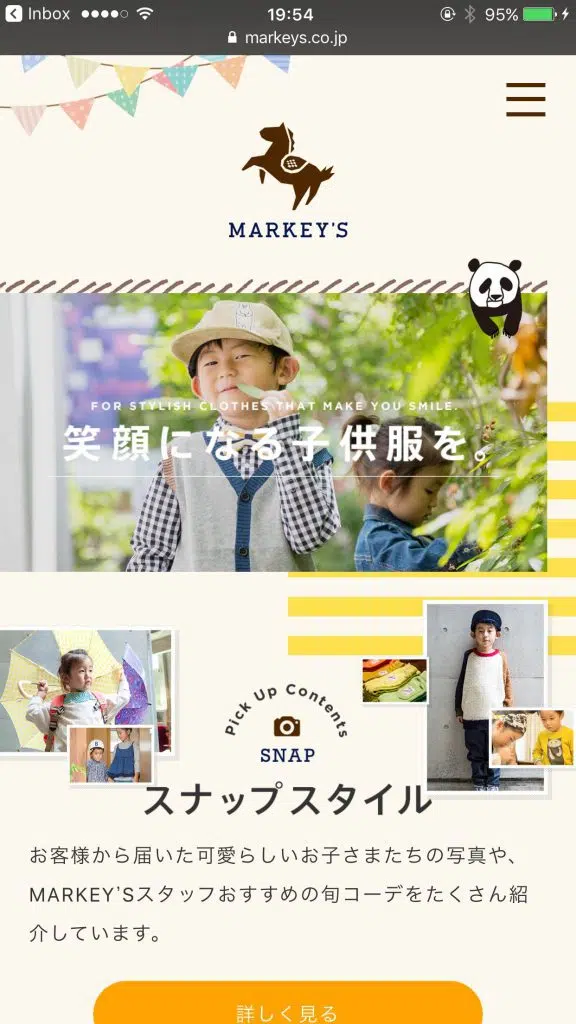 Inbox 19:54 95%
markeys.co.jp
MARKEY'S
FOR STYLISH CLOTHES THAT MAKE YOU SMILE.
笑顔になる子供服を。
Pick Up Contents
SNAP
スナップスタイル
お客様から届いた可愛らしいお子さまたちの写真や、
MARKEY'Sスタッフおすすめの旬コーデをたくさん紹
介しています。
詳しく見る